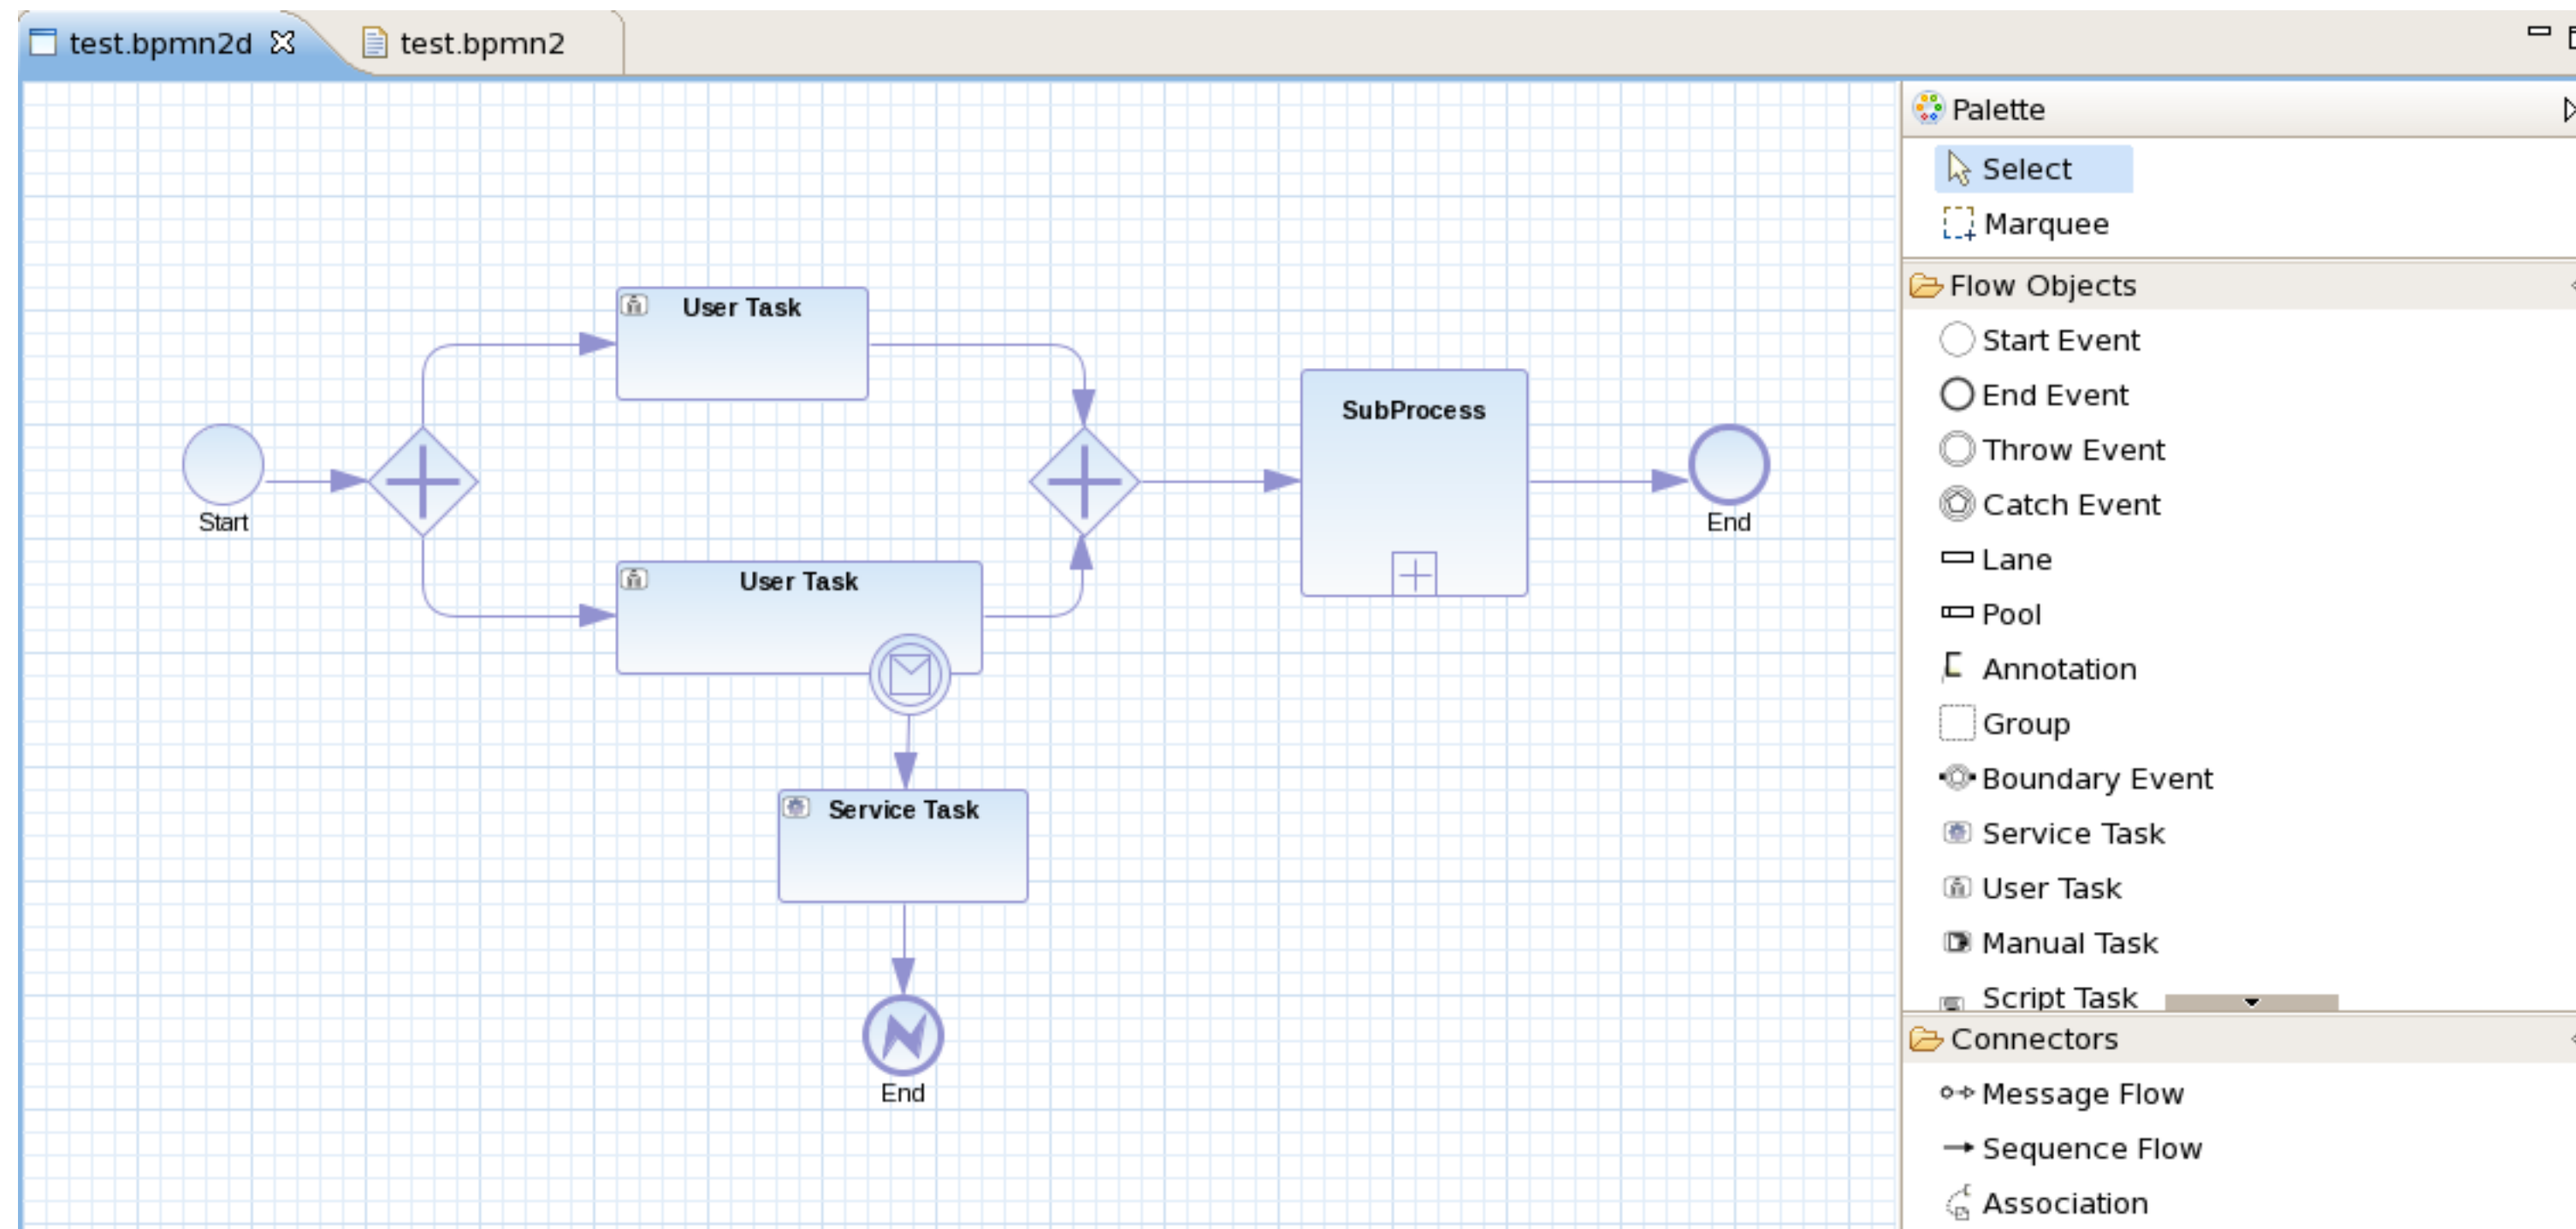 test.bpmn2d
test.bpmn2
Palette
Select
Marquee
Flow Objects
Start Event
End Event
Throw Event
Catch Event
Lane
Pool
Annotation
Group
Boundary Event
Service Task
User Task
Manual Task
Script Task
Connectors
Message Flow
Sequence Flow
Association
User Task
Start
SubProcess
End
User Task
Service Task
End